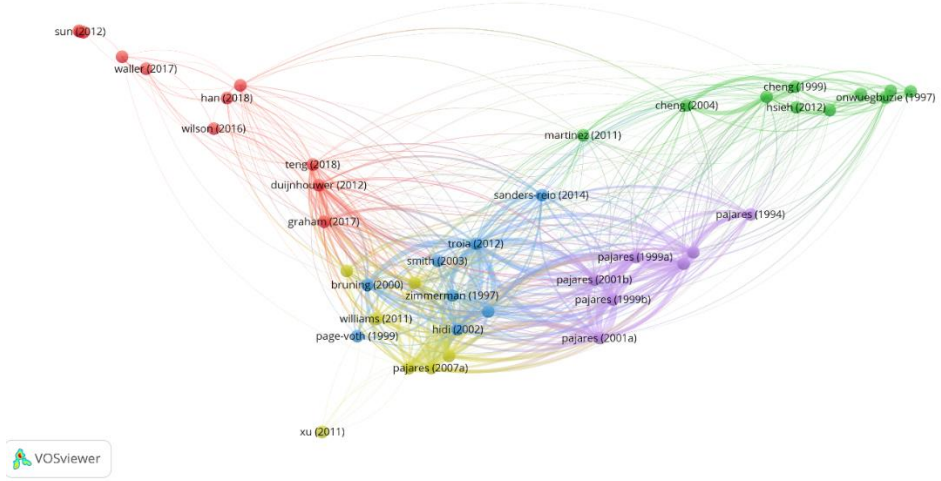 sun (2012)
waller (2017)
han (2018)
wilson (2016)
cheng (1999)
onwuegbuzie (1997)
cheng (2004)
hsieh (2012)
martinez (2011)
teng (2018)
duijnhouwer (2012)
sanders-reio (2014)
graham (2017)
pajares (1994)
troia (2012)
smith (2003)
pajares (1999a)
bruning (2000)
pajares (2001b)
zimmerman (1997)
pajares (1999b)
williams (2011)
hidi (2002)
page-voth (1999)
pajares (2001a)
pajares (2007a)
xu (2011)
VOSviewer